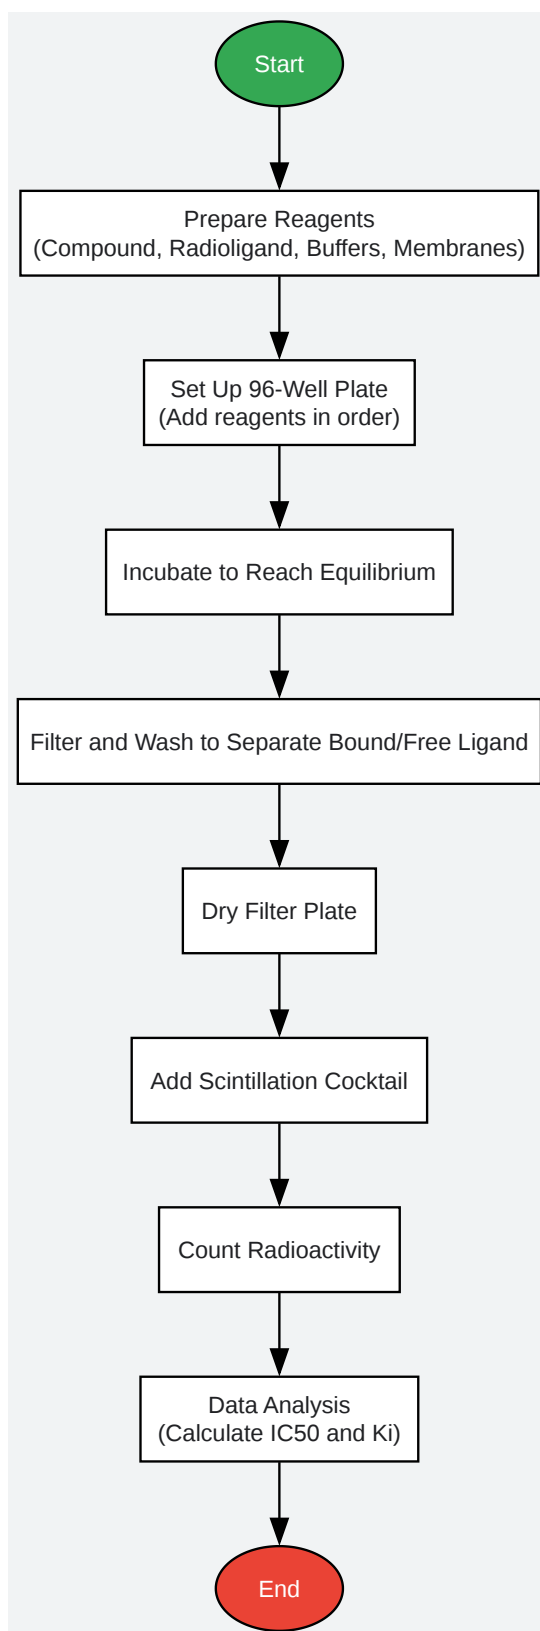 Start
Prepare Reagents
(Compound, Radioligand, Buffers, Membranes)
Set Up 96-Well Plate
(Add reagents in order)
Incubate to Reach Equilibrium
Filter and Wash to Separate Bound/Free Ligand
Dry Filter Plate
Add Scintillation Cocktail
Count Radioactivity
Data Analysis
(Calculate IC50 and Ki)
End